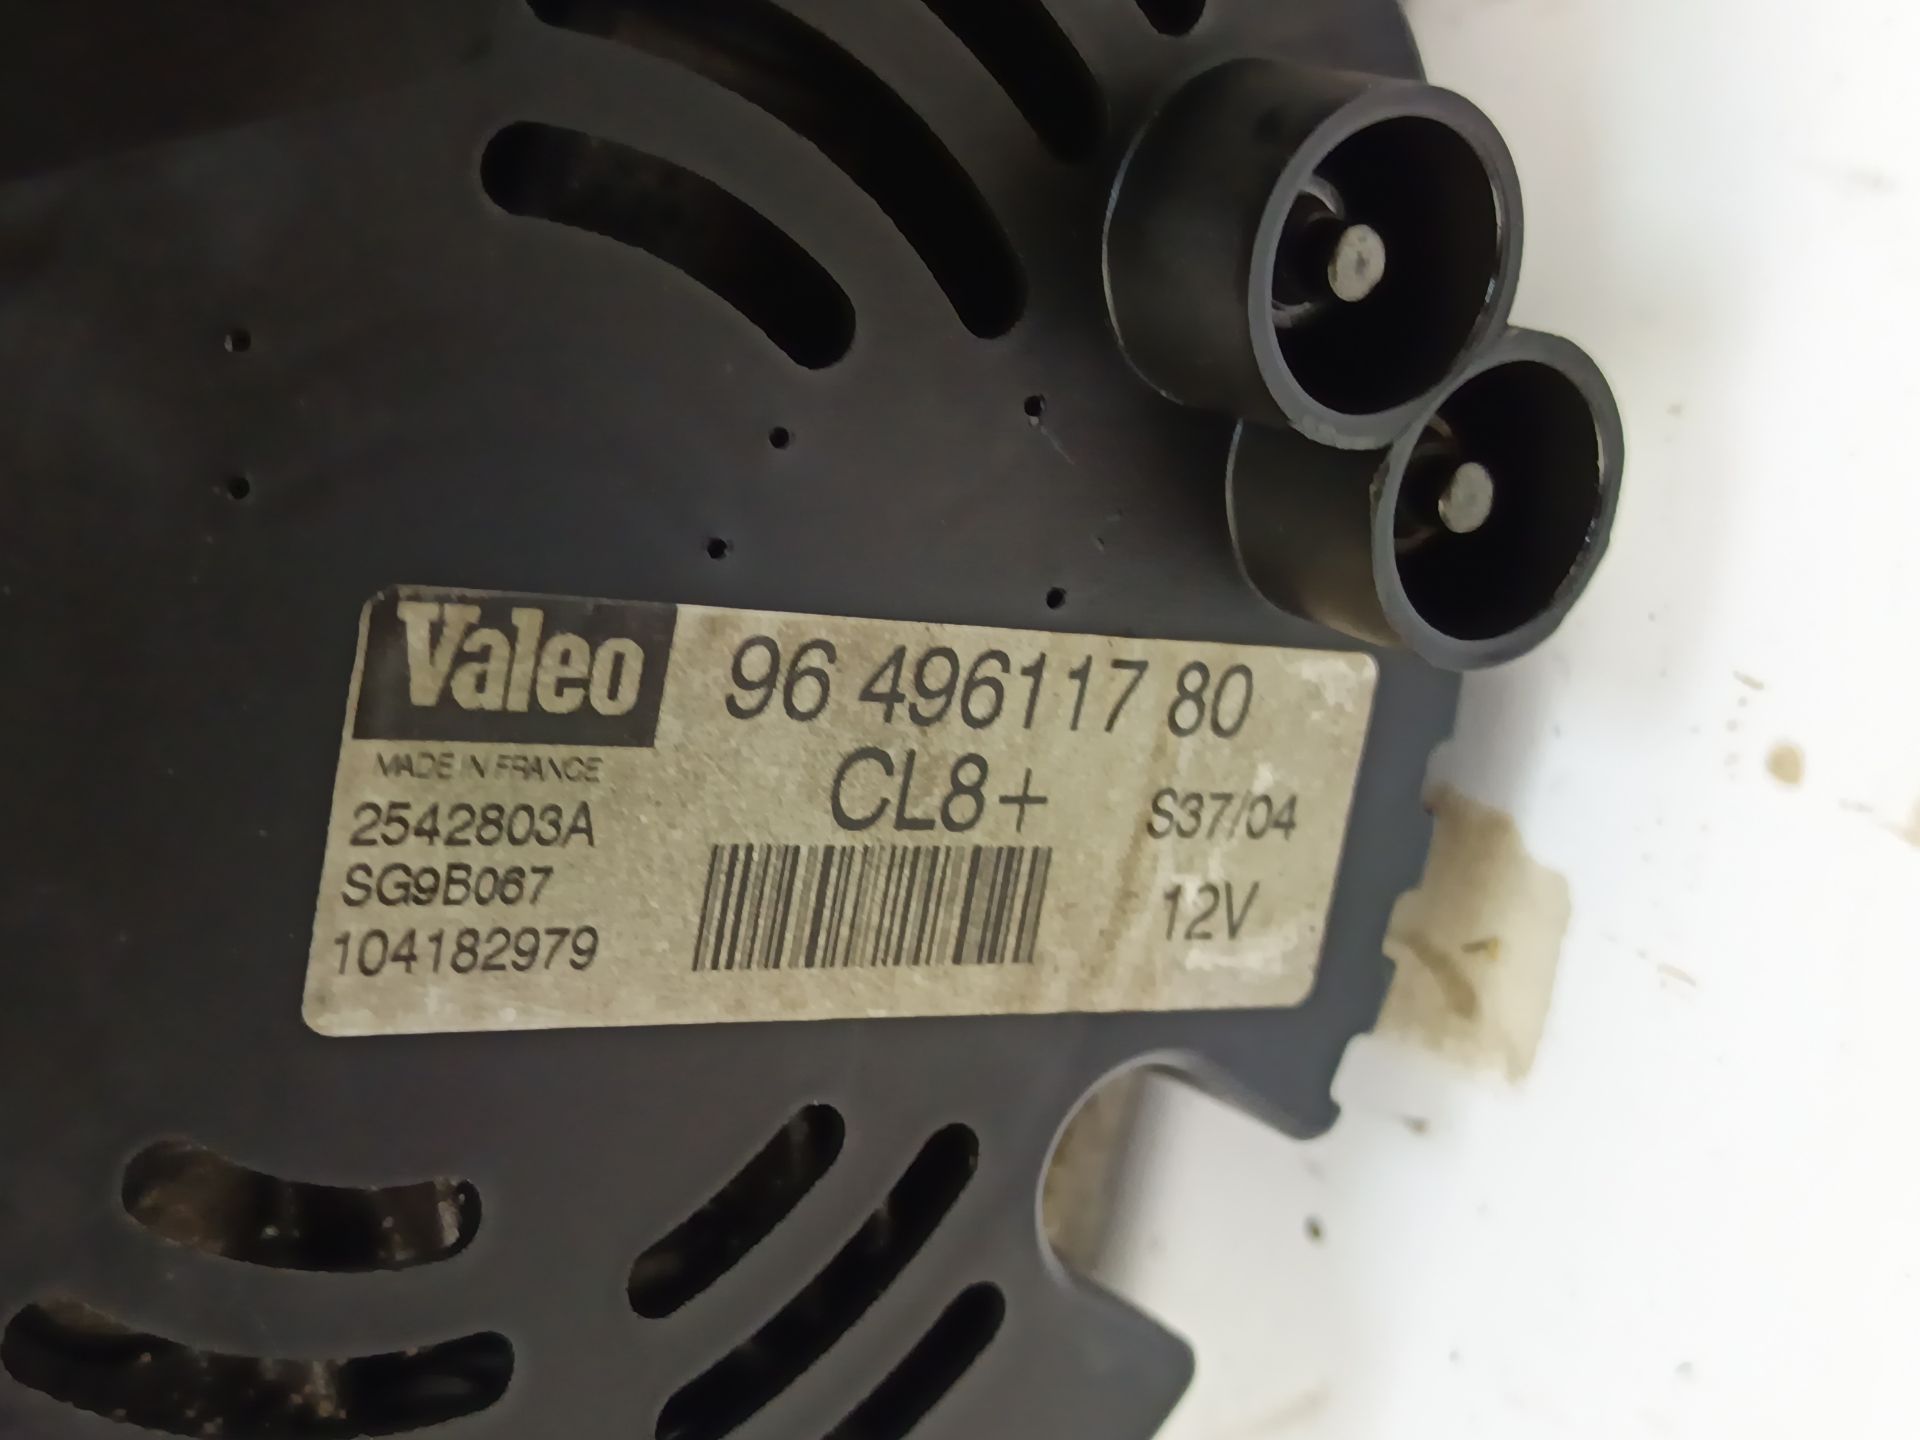 Valeo 96 496117 80
MADE IN FRANCE CL8+
2542803A S37/04
SG9B067 12V
104182979